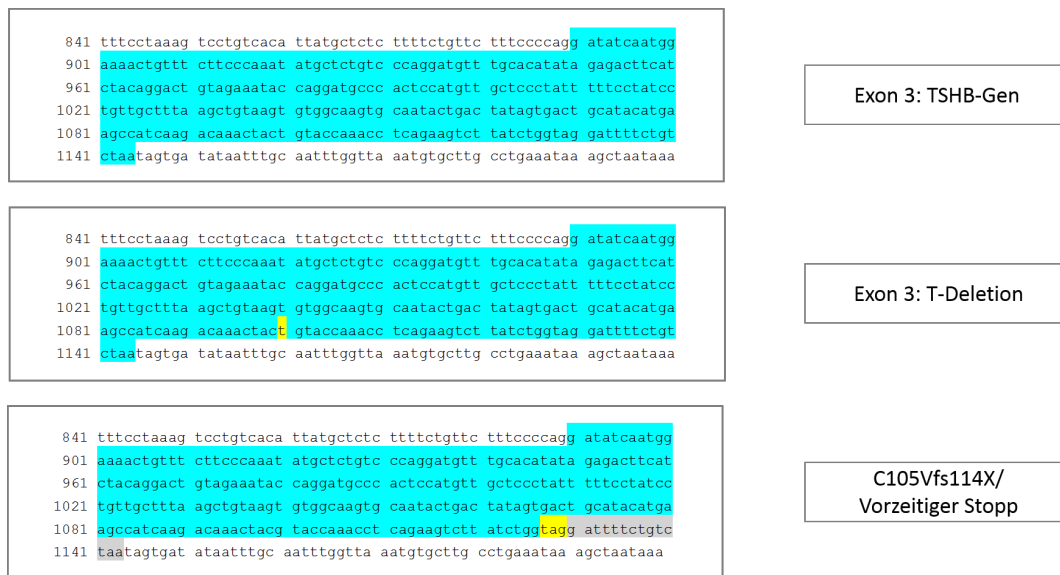 841 tttcctaaag tcctgtcaca ttatgctctc ttttctgttc tttccccagg atatcaatgg
901 aaaactgttt cttcccaaat atgctctgtc ccaggatgtt tgcacatata gagacttcat
961 ctacaggact gtagaaatac caggatgccc actccatgtt gctccctatt tttcctatcc
1021 tgttgcttta agctgtaagt gtggcaagtg caatactgac tatagtgact gcatacatga
1081 agccatcaag acaaactact gtaccaaacc tcagaagtct tatctggtag gattttctgt
1141 ctaatagtga tataatttgc aatttggtta aatgtgcttg cctgaaataa agctaataaa
Exon 3: TSHB-Gen
841 tttcctaaag tcctgtcaca ttatgctctc ttttctgttc tttccccagg atatcaatgg
901 aaaactgttt cttcccaaat atgctctgtc ccaggatgtt tgcacatata gagacttcat
961 ctacaggact gtagaaatac caggatgccc actccatgtt gctccctatt tttcctatcc
1021 tgttgcttta agctgtaagt gtggcaagtg caatactgac tatagtgact gcatacatga
1081 agccatcaag acaaactact gtaccaaacc tcagaagtct tatctggtag gattttctgt
1141 ctaatagtga tataatttgc aatttggtta aatgtgcttg cctgaaataa agctaataaa
Exon 3: T-Deletion
841 tttcctaaag tcctgtcaca ttatgctctc ttttctgttc tttccccagg atatcaatgg
901 aaaactgttt cttcccaaat atgctctgtc ccaggatgtt tgcacatata gagacttcat
961 ctacaggact gtagaaatac caggatgccc actccatgtt gctccctatt tttcctatcc
1021 tgttgcttta agctgtaagt gtggcaagtg caatactgac tatagtgact gcatacatga
1081 agccatcaag acaaactacg taccaaacct cagaagtctt atctggtagg attttctgtc
1141 taatagtgat ataatttgc aatttggtta aatgtgcttg cctgaaataa agctaataaa
C105Vfs114X/
Vorzeitiger Stopp